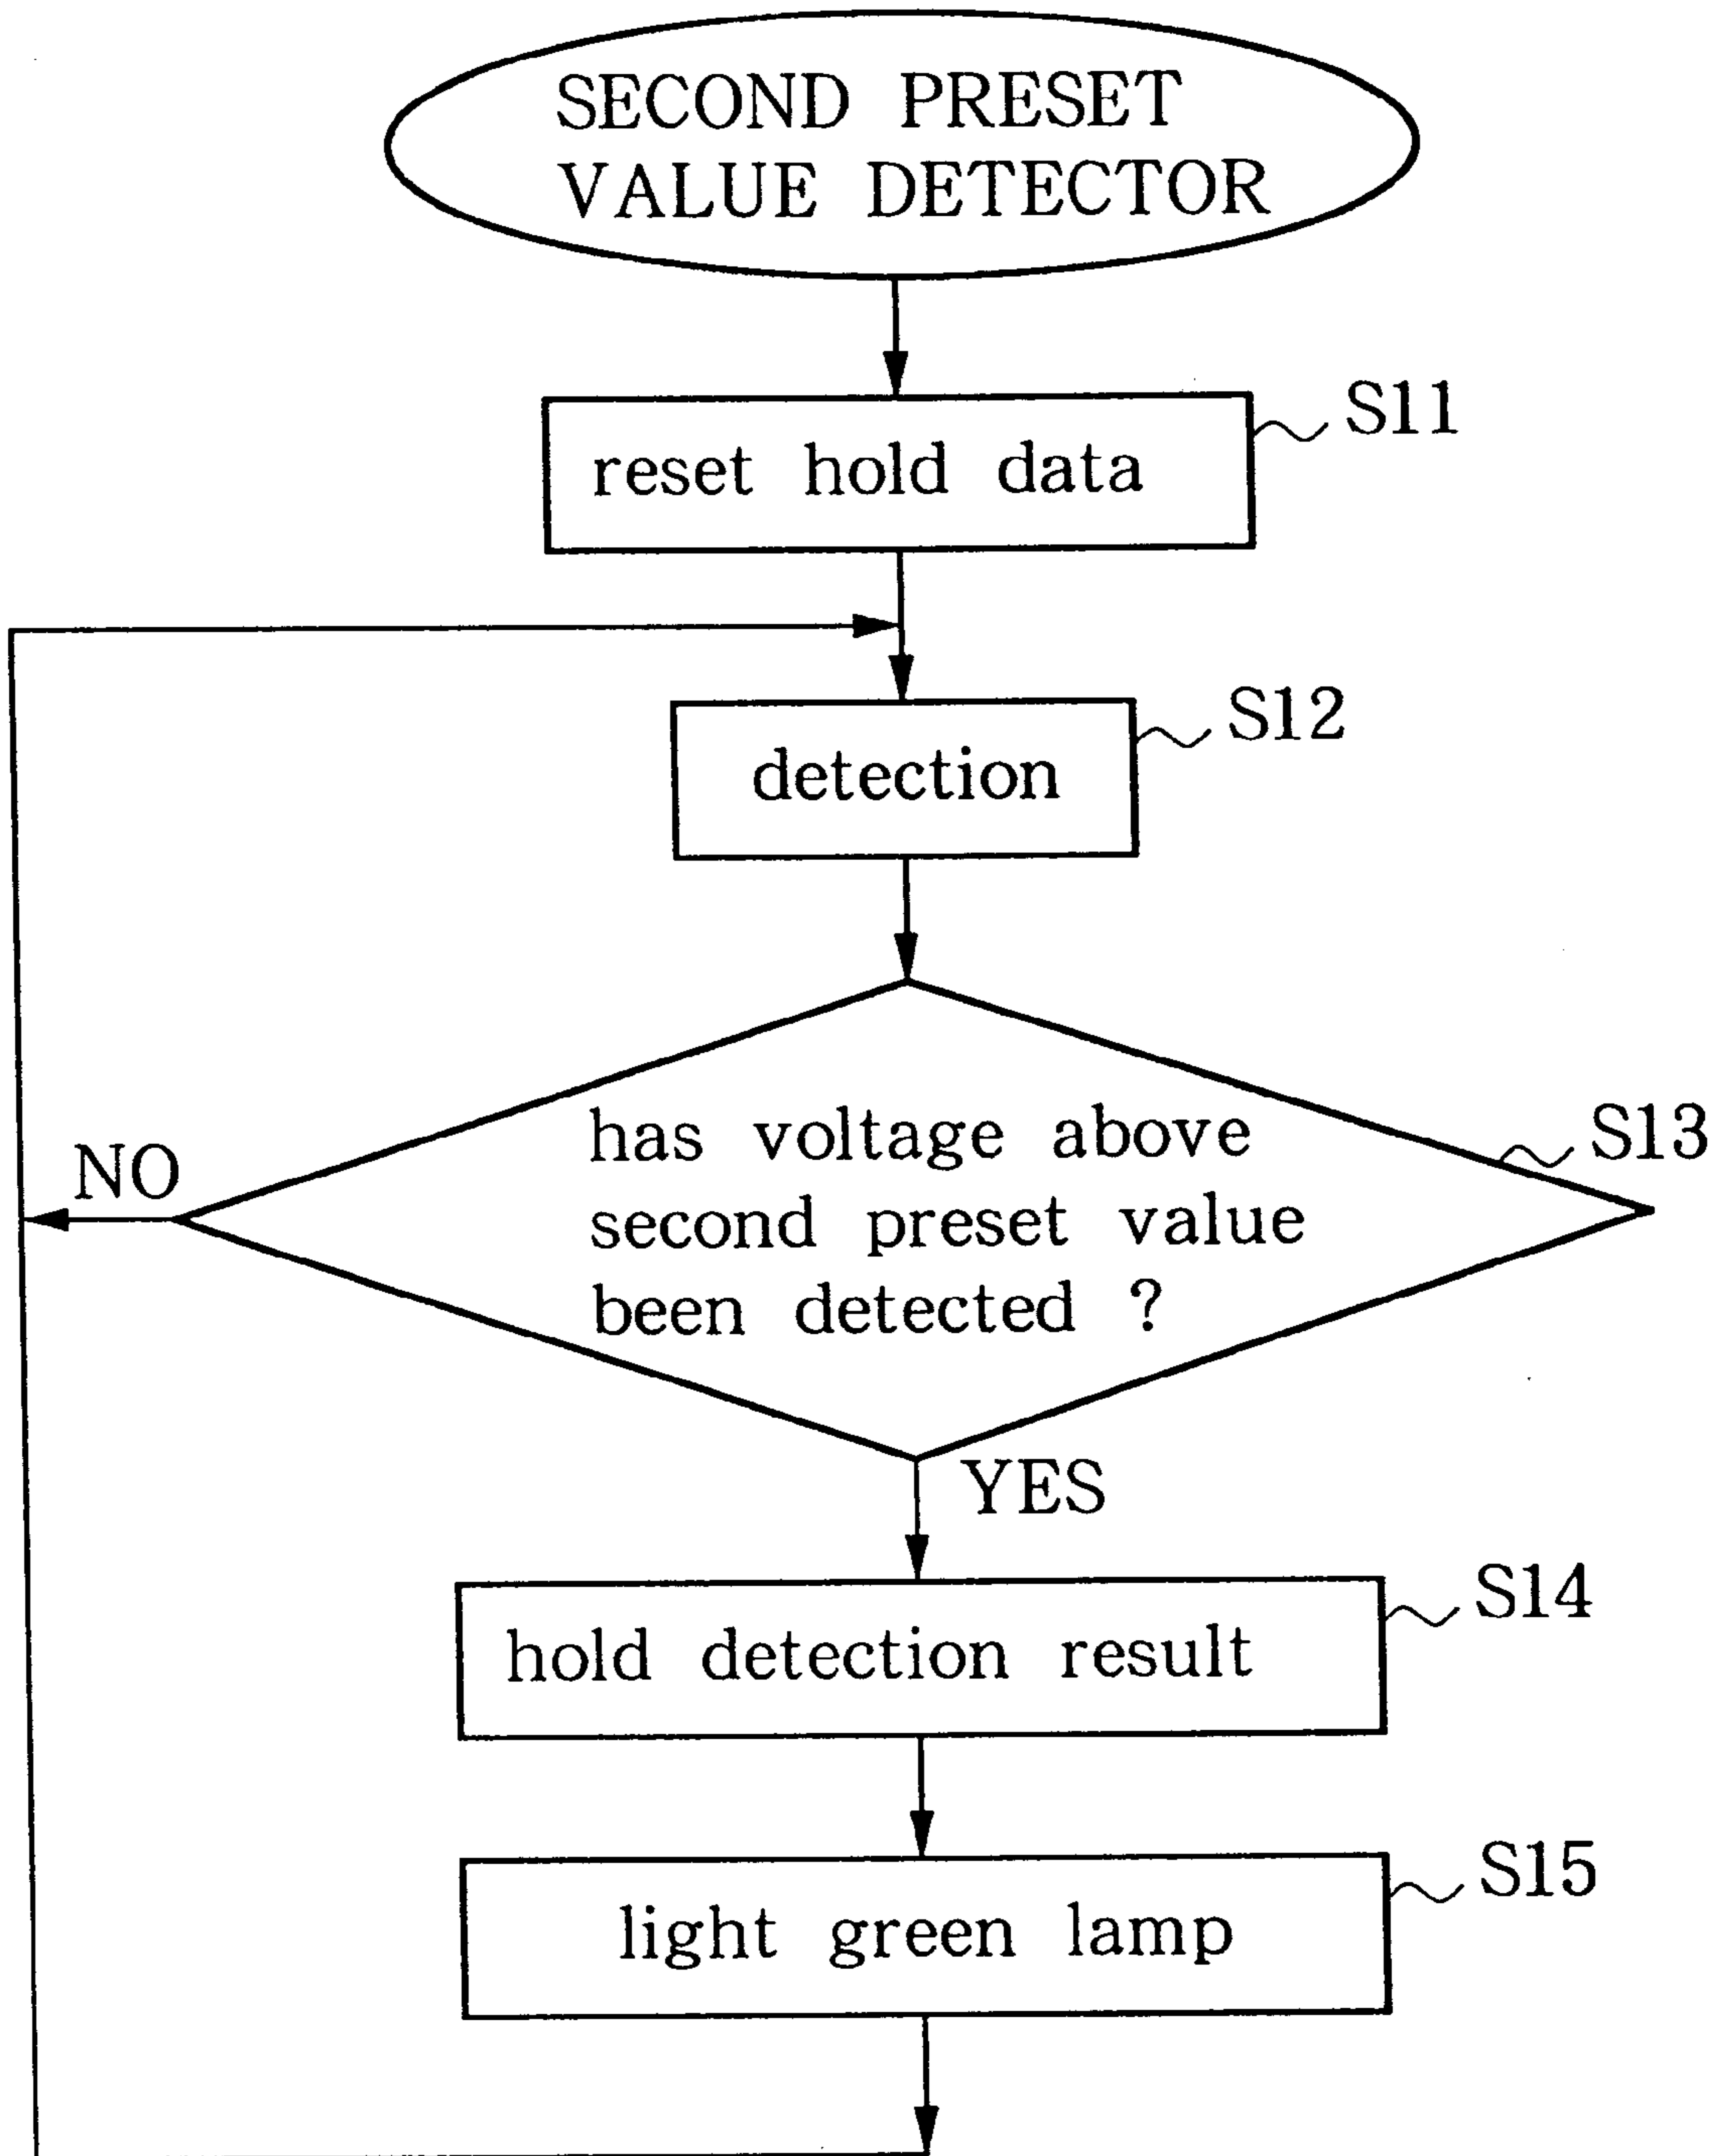 SECOND PRESET
VALUE DETECTOR
S11
reset hold data
S12
detection
S13
has voltage above
second preset value
been detected ?
NO
YES
S14
hold detection result
S15
light green lamp